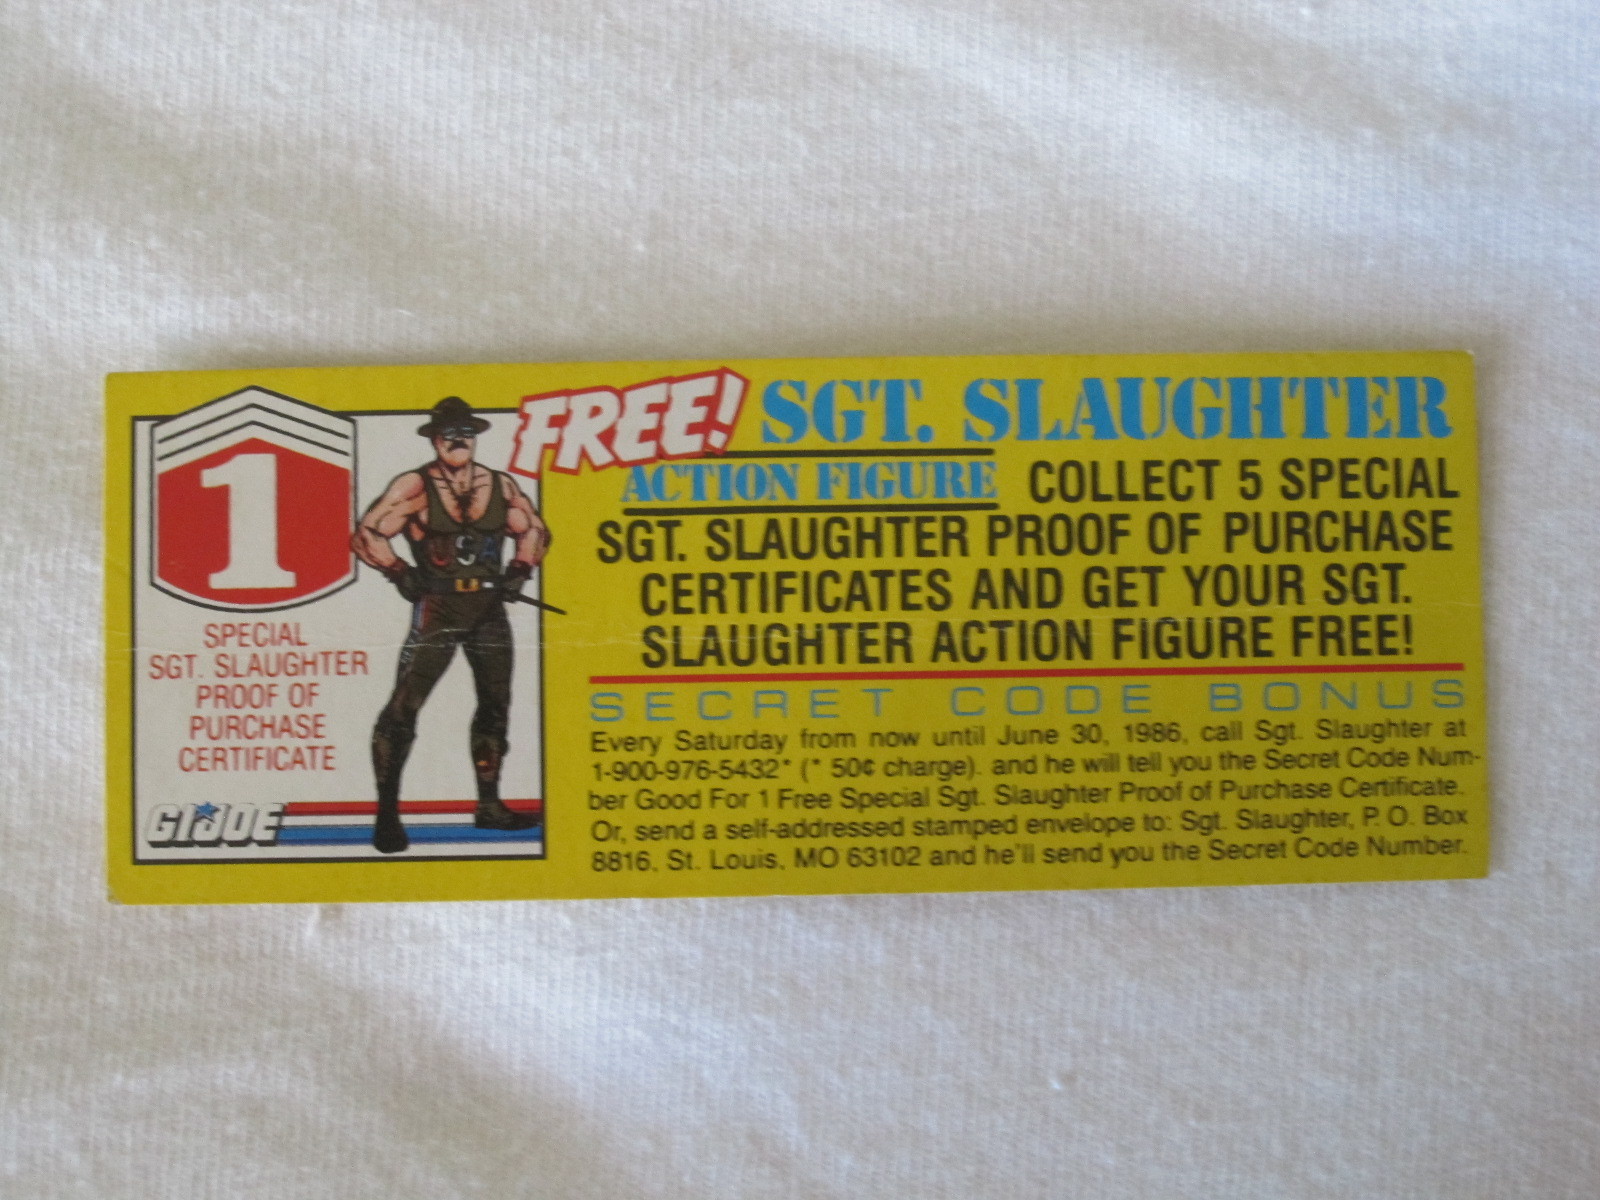 1
SPECIAL
SGT. SLAUGHTER
PROOF OF
PURCHASE
CERTIFICATE
GI JOE
USA
FREE! SGT. SLAUGHTER
ACTION FIGURE COLLECT 5 SPECIAL
SGT. SLAUGHTER PROOF OF PURCHASE
CERTIFICATES AND GET YOUR SGT.
SLAUGHTER ACTION FIGURE FREE!
SECRET CODE BONUS
Every Saturday from now until June 30, 1986, call Sgt. Slaughter at
1-900-976-5432* (* 50¢ charge). and he will tell you the Secret Code Num-
ber Good For 1 Free Special Sgt. Slaughter Proof of Purchase Certificate.
Or, send a self-addressed stamped envelope to: Sgt. Slaughter, P. O. Box
8816, St. Louis, MO 63102 and he'll send you the Secret Code Number.